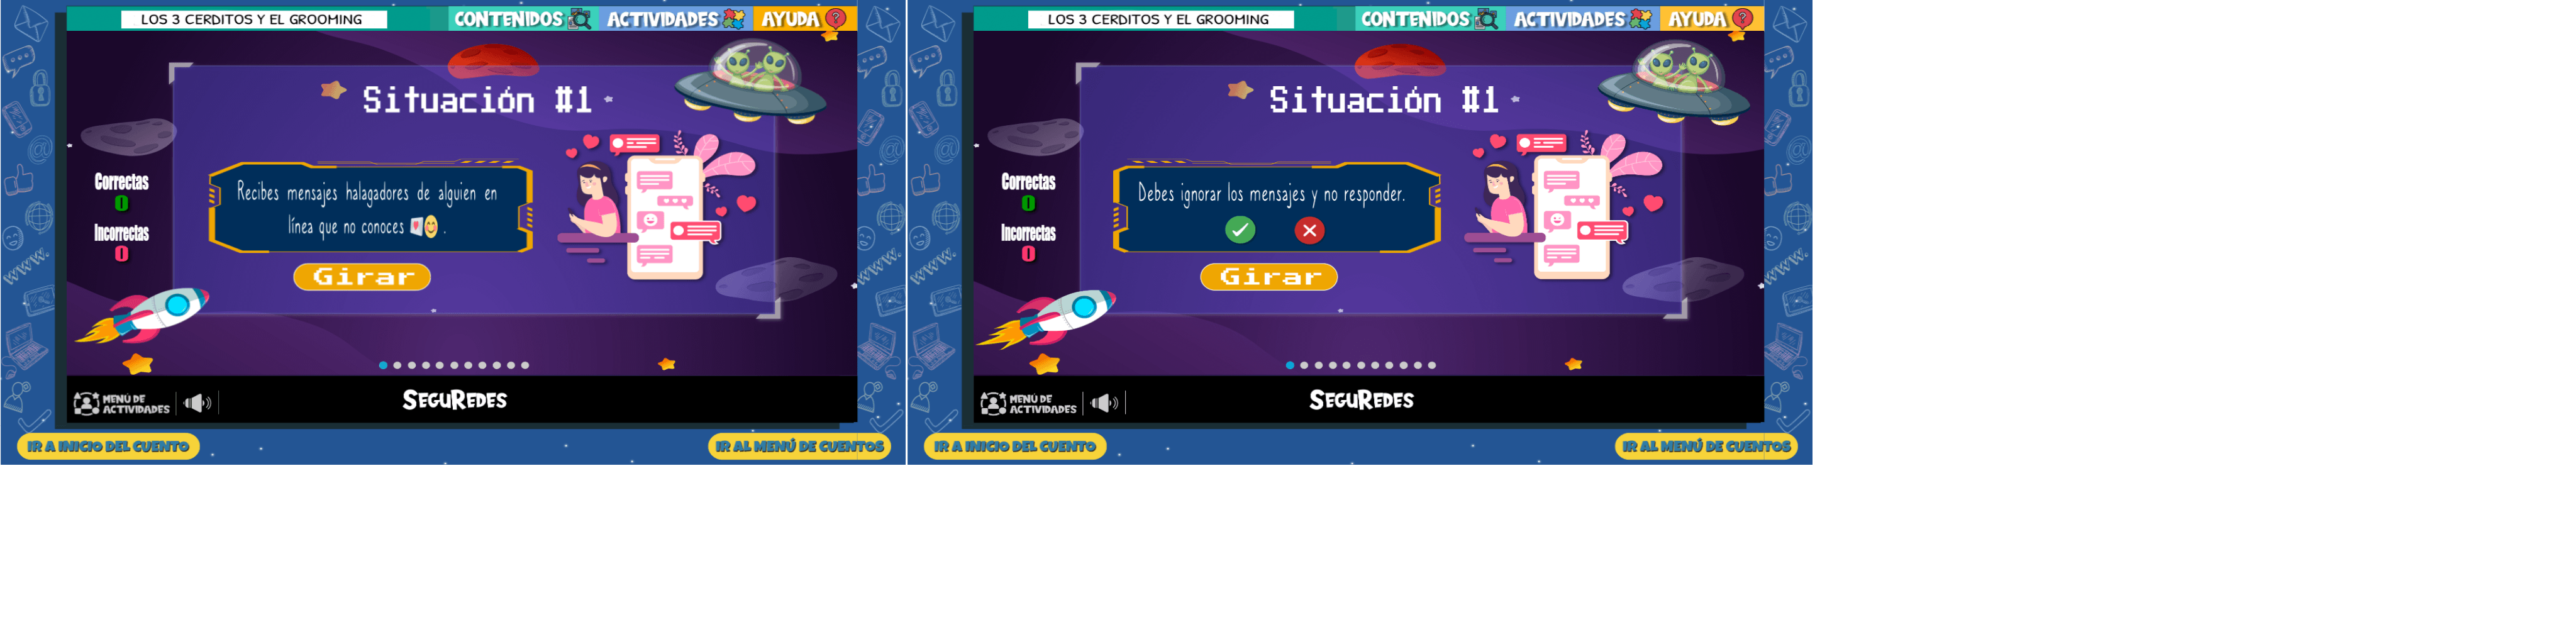 LOS 3 CERDITOS Y EL GROOMING
CONTENIDOS
ACTIVIDADES
AYUDA
Situación #1
Correctas
0
Incorrectas
0
Recibes mensajes halagadores de alguien en
línea que no conoces 💌😊 .
Girar
MENÚ DE
ACTIVIDADES
SEGUREDES
IR A INICIO DEL CUENTO
IR AL MENÚ DE CUENTOS
www.
LOS 3 CERDITOS Y EL GROOMING
CONTENIDOS
ACTIVIDADES
AYUDA
Situación #1
Correctas
0
Incorrectas
0
Debes ignorar los mensajes y no responder.
Girar
MENÚ DE
ACTIVIDADES
SEGUREDES
IR A INICIO DEL CUENTO
IR AL MENÚ DE CUENTOS
www.